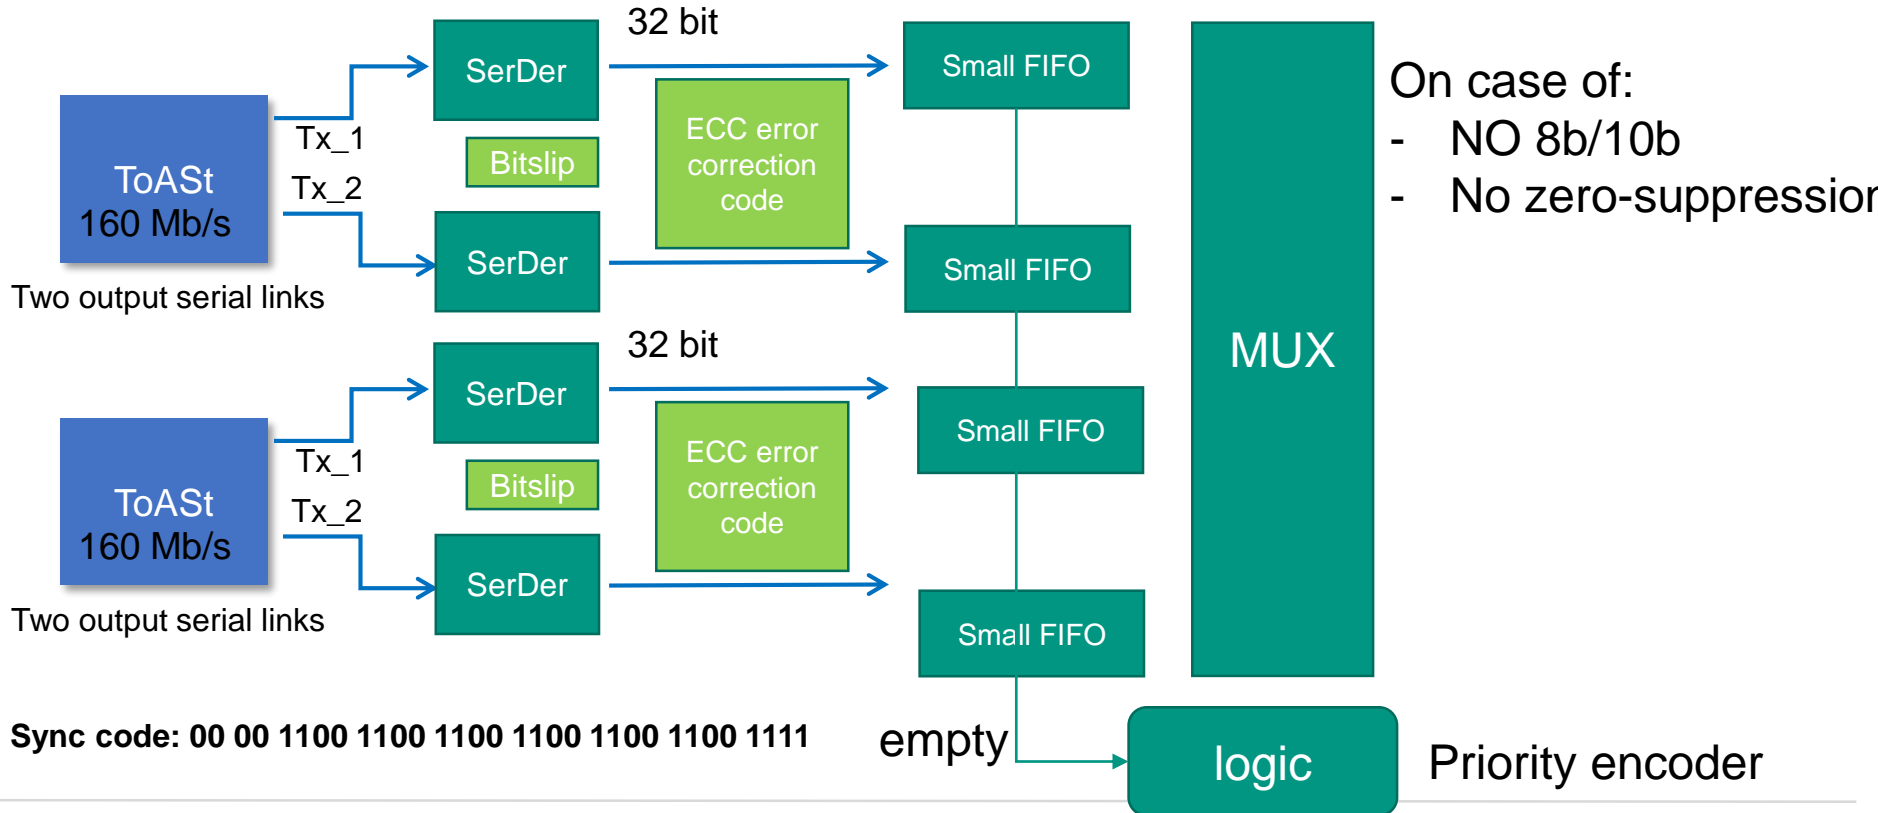 32 bit
SerDer
Small FIFO
On case of:
- NO 8b/10b
- No zero-suppression
ToASt
160 Mb/s
Tx_1
Tx_2
Bitslip
ECC error
correction
code
SerDer
Small FIFO
Two output serial links
MUX
32 bit
SerDer
Small FIFO
ToASt
160 Mb/s
Tx_1
Tx_2
Bitslip
ECC error
correction
code
SerDer
Small FIFO
Two output serial links
Sync code: 00 00 1100 1100 1100 1100 1100 1100 1111
empty
logic
Priority encoder